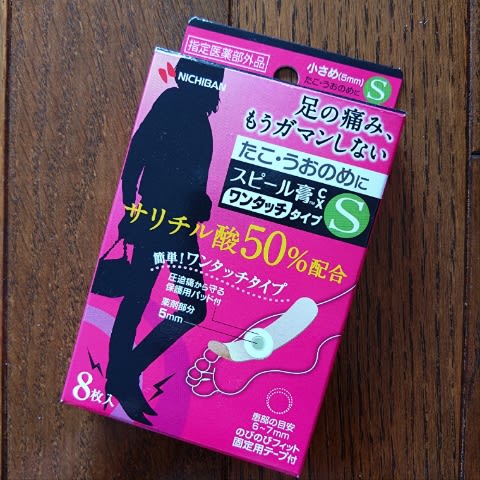 指定医薬部外品
小さめ(5mm)
たこ・うおのめに
S
NICHIBAN
足の痛み、
もうガマンしない
たこ・うおのめに
スピール膏™CX
ワンタッチタイプ
S
サリチル酸50%配合
簡単!ワンタッチタイプ
圧迫痛から守る
保護用パッド付
薬剤部分
5mm
8枚入
患部の目安
6~7mm
のびのびフィット
固定用テープ付